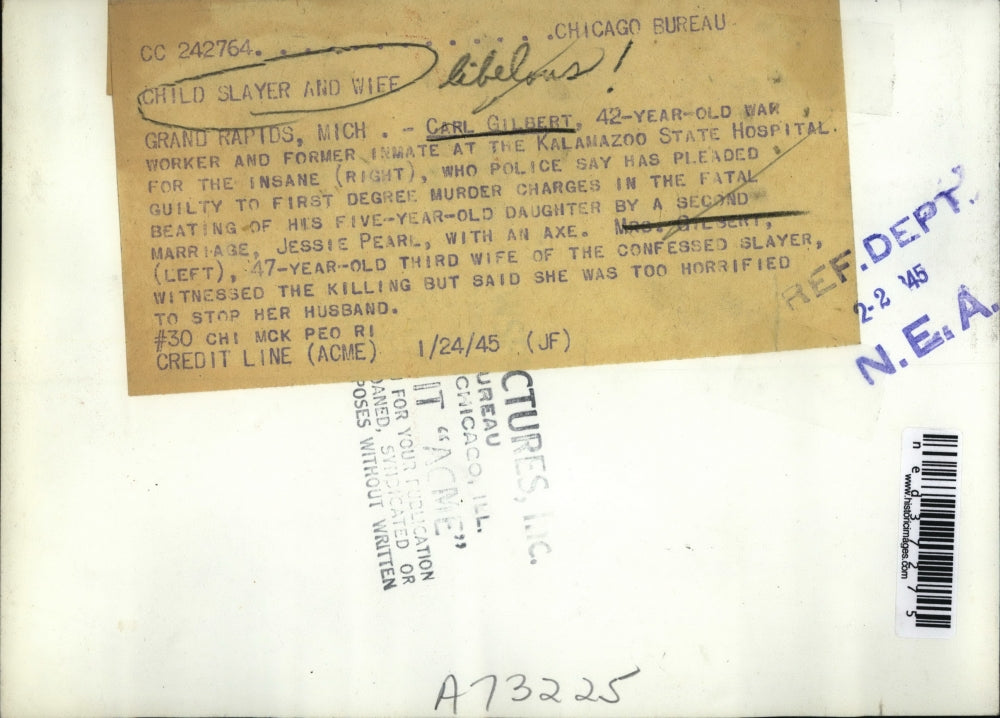 CC 242764. . . . . . . . . . . .CHICAGO BUREAU
CHILD SLAYER AND WIFE
libelous!
GRAND RAPIDS, MICH . - CARL GILBERT, 42-YEAR-OLD WAR
WORKER AND FORMER INMATE AT THE KALAMAZOO STATE HOSPITAL
FOR THE INSANE (RIGHT), WHO POLICE SAY HAS PLEADED
GUILTY TO FIRST DEGREE MURDER CHARGES IN THE FATAL
BEATING OF HIS FIVE-YEAR-OLD DAUGHTER BY A SECOND
MARRIAGE, JESSIE PEARL, WITH AN AXE. MRS. GILBERT,
(LEFT), 47-YEAR-OLD THIRD WIFE OF THE CONFESSED SLAYER,
WITNESSED THE KILLING BUT SAID SHE WAS TOO HORRIFIED
TO STOP HER HUSBAND.
#30 CHI MCK PEO RI
CREDIT LINE (ACME) 1/24/45 (JF)
REF. DEPT.
2-2 '45
N. E. A.
CTURES, INC.
UREAU
CHICAGO, ILL.
IT "ACME"
FOR YOUR PUBLICATION
OANED, SYNDICATED OR
POSES WITHOUT WRITTEN
ned37275
www.historicimages.com
A73225